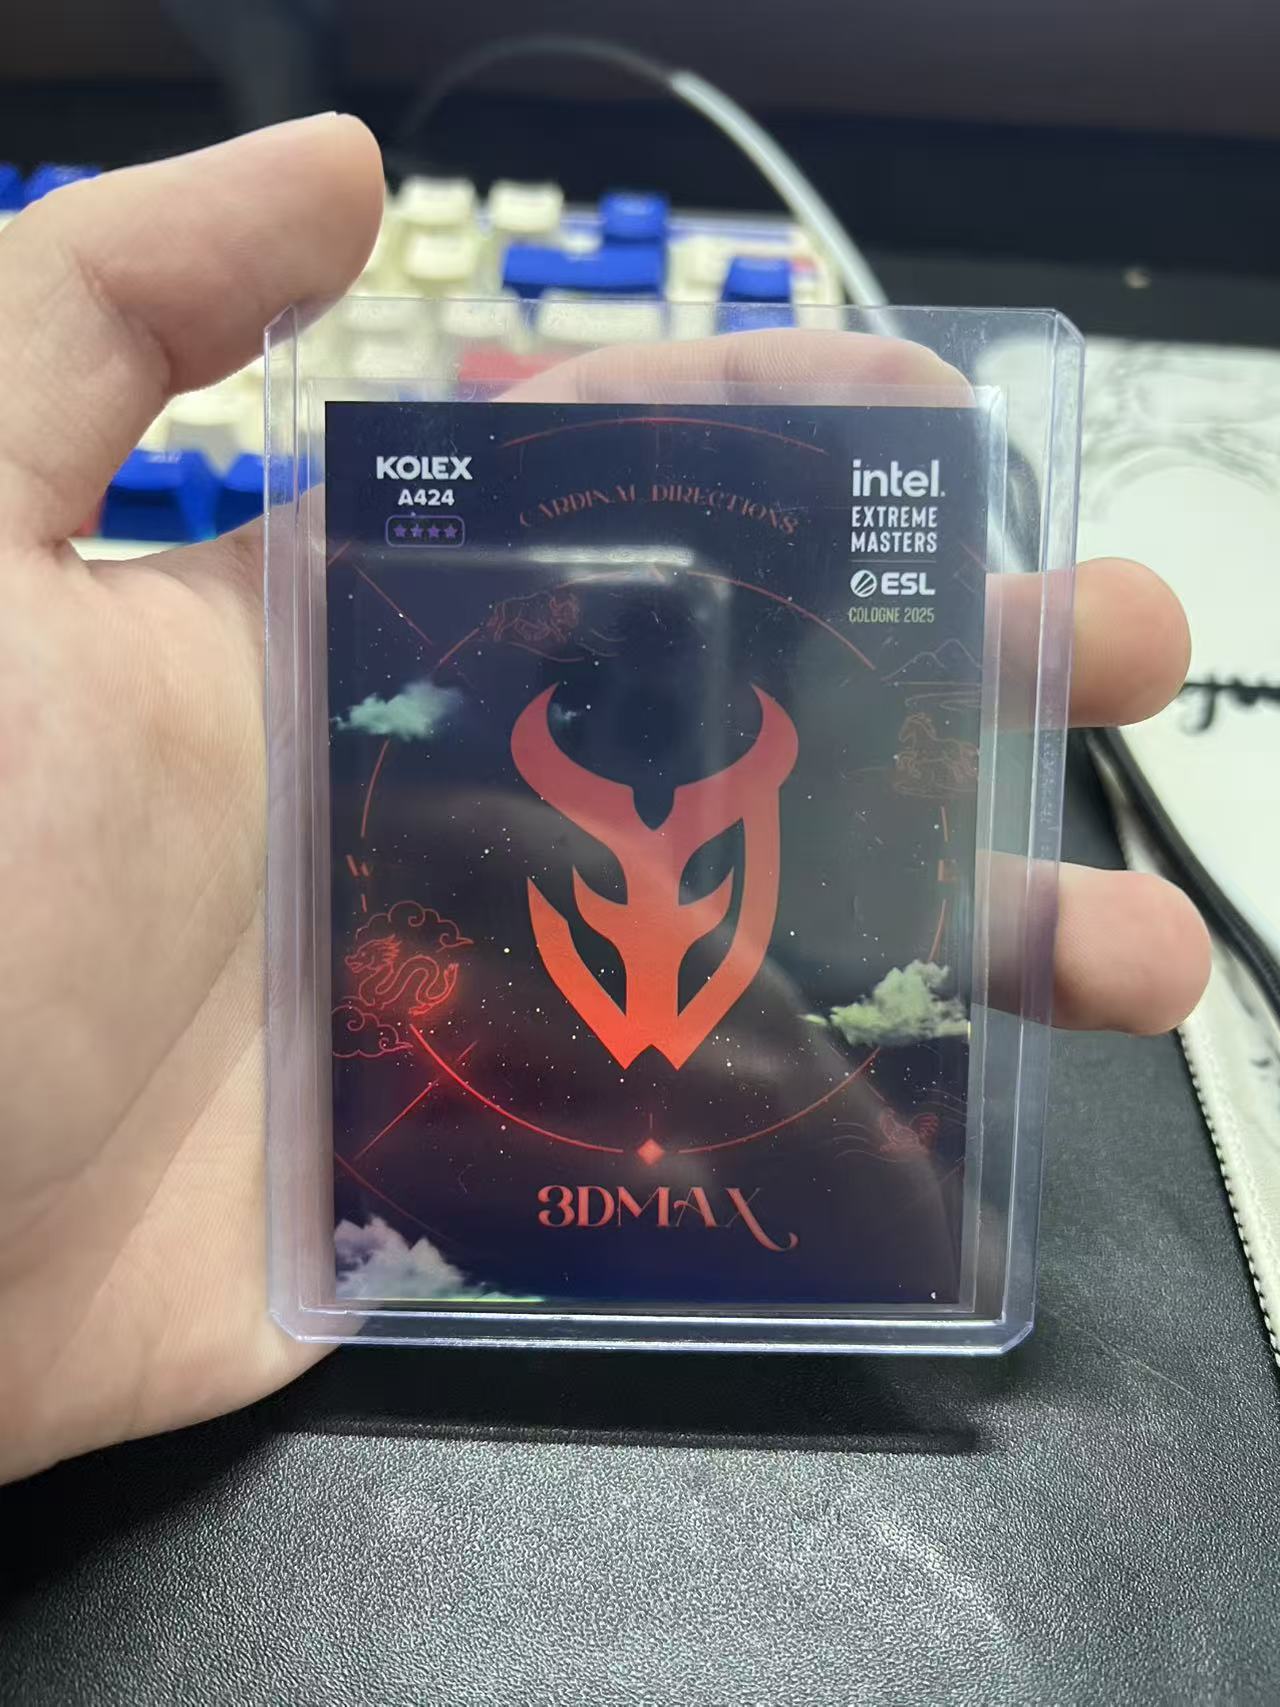 KOLEX
A424
CARDINAL DIRECTIONS
intel.
EXTREME
MASTERS
ESL
COLOGNE 2025
W
E
3DMAX